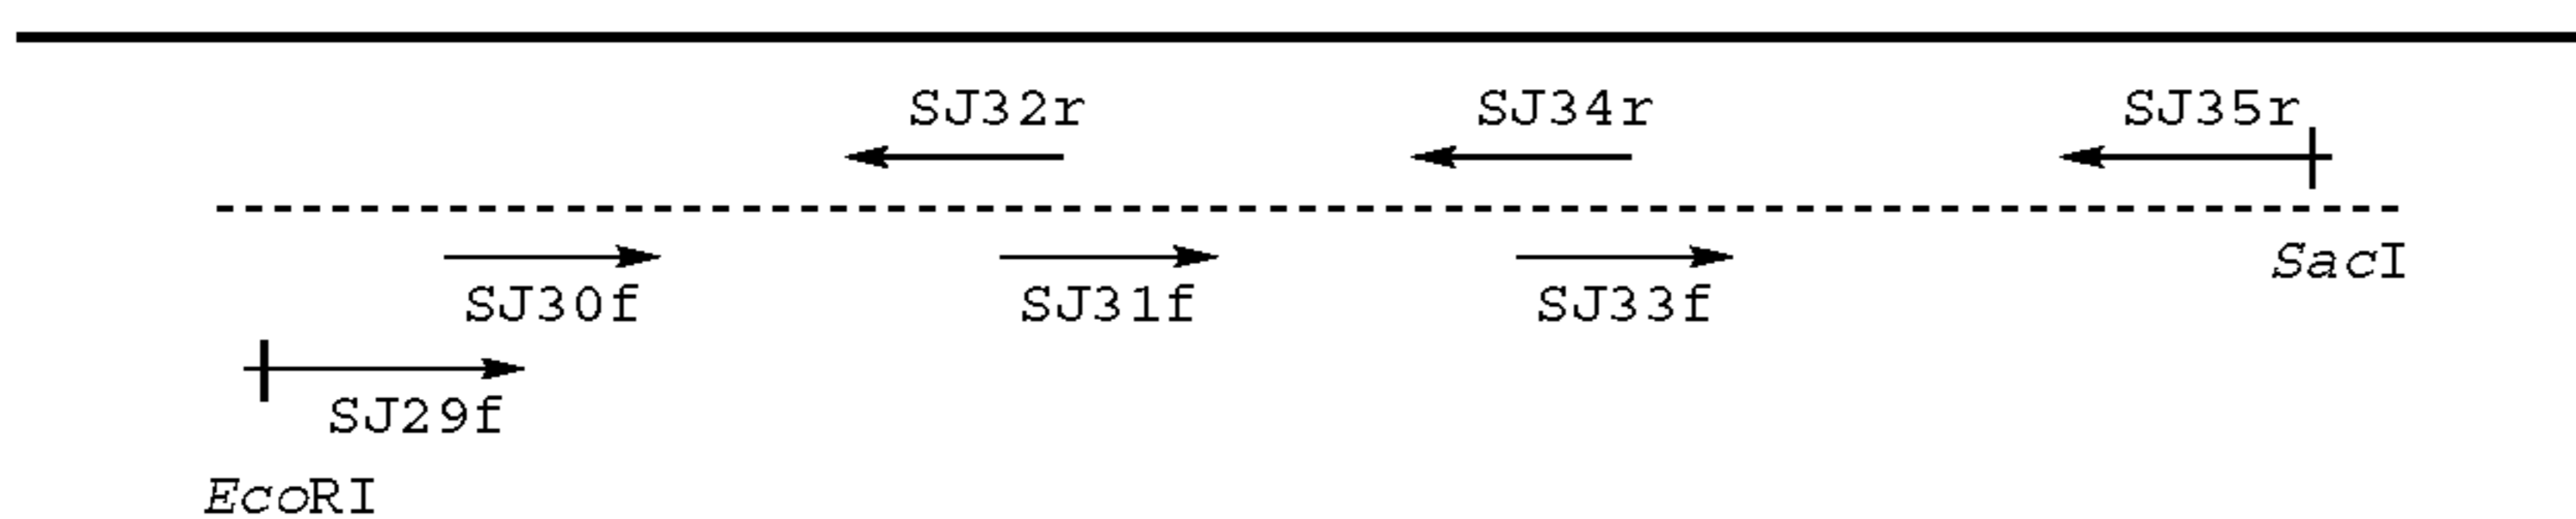 SJ32r SJ34r SJ35r
SacI
SJ30f SJ31f SJ33f
SJ29f
EcoRI